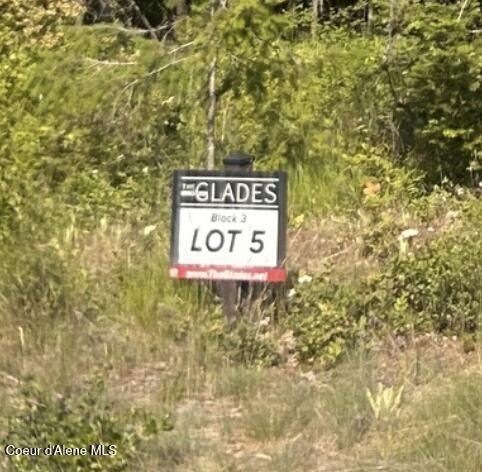 THE GLADES
Block 3
LOT 5
www.TheGlades.net
Coeur d'Alene MLS